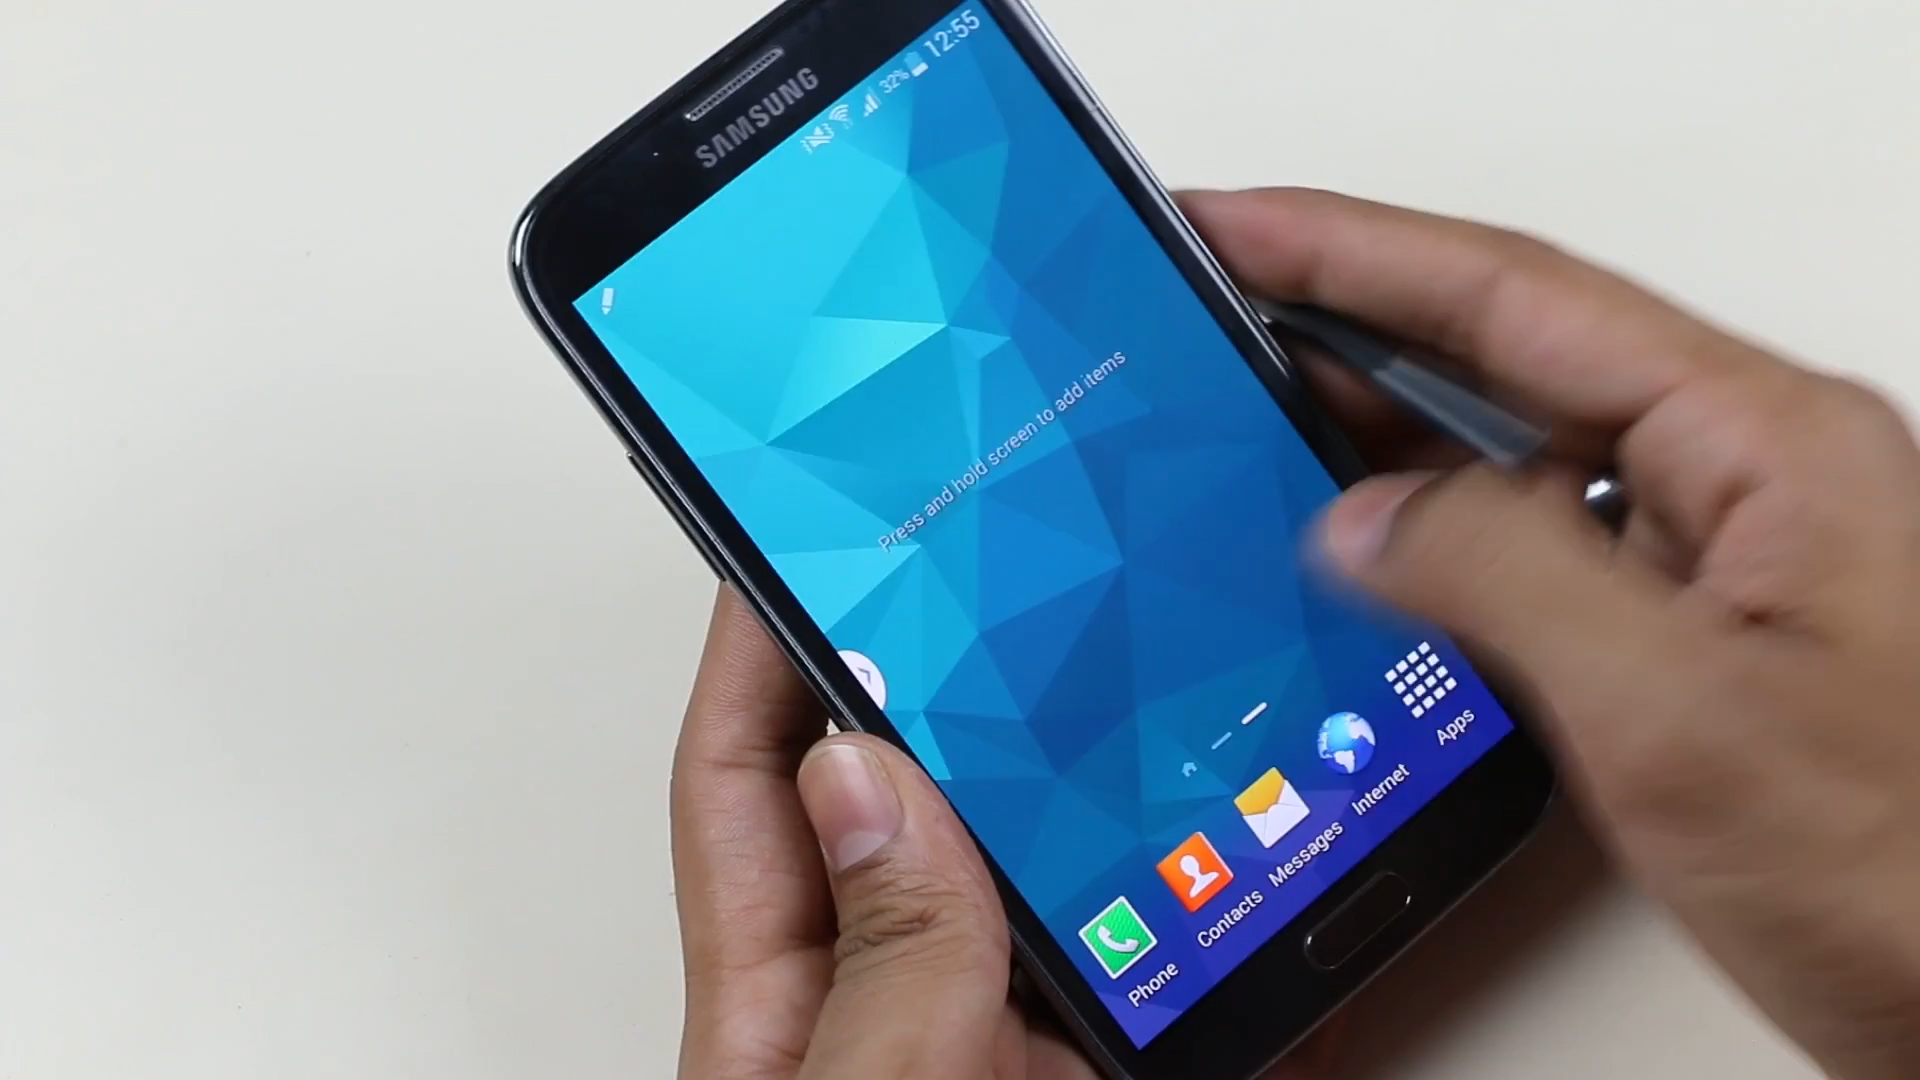 SAMSUNG
32% 12:55
Press and hold screen to add items
Phone
Contacts
Messages
Internet
Apps